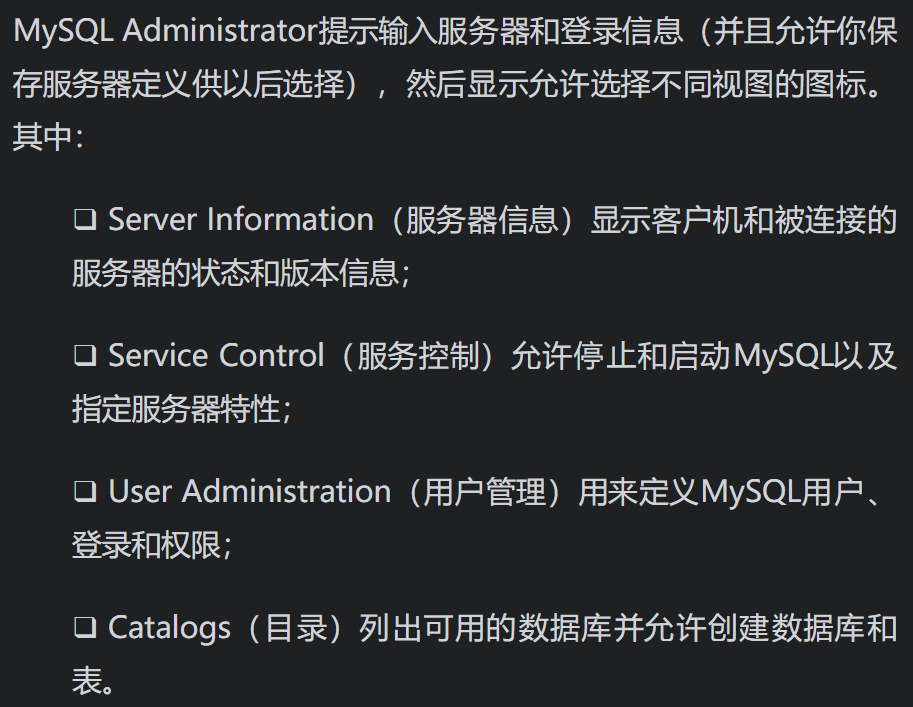 MySQL Administrator提示输入服务器和登录信息（并且允许你保
存服务器定义供以后选择），然后显示允许选择不同视图的图标。
其中：
❑ Server Information（服务器信息）显示客户机和被连接的
服务器的状态和版本信息；
❑ Service Control（服务控制）允许停止和启动MySQL以及
指定服务器特性；
❑ User Administration（用户管理）用来定义MySQL用户、
登录和权限；
❑ Catalogs（目录）列出可用的数据库并允许创建数据库和
表。